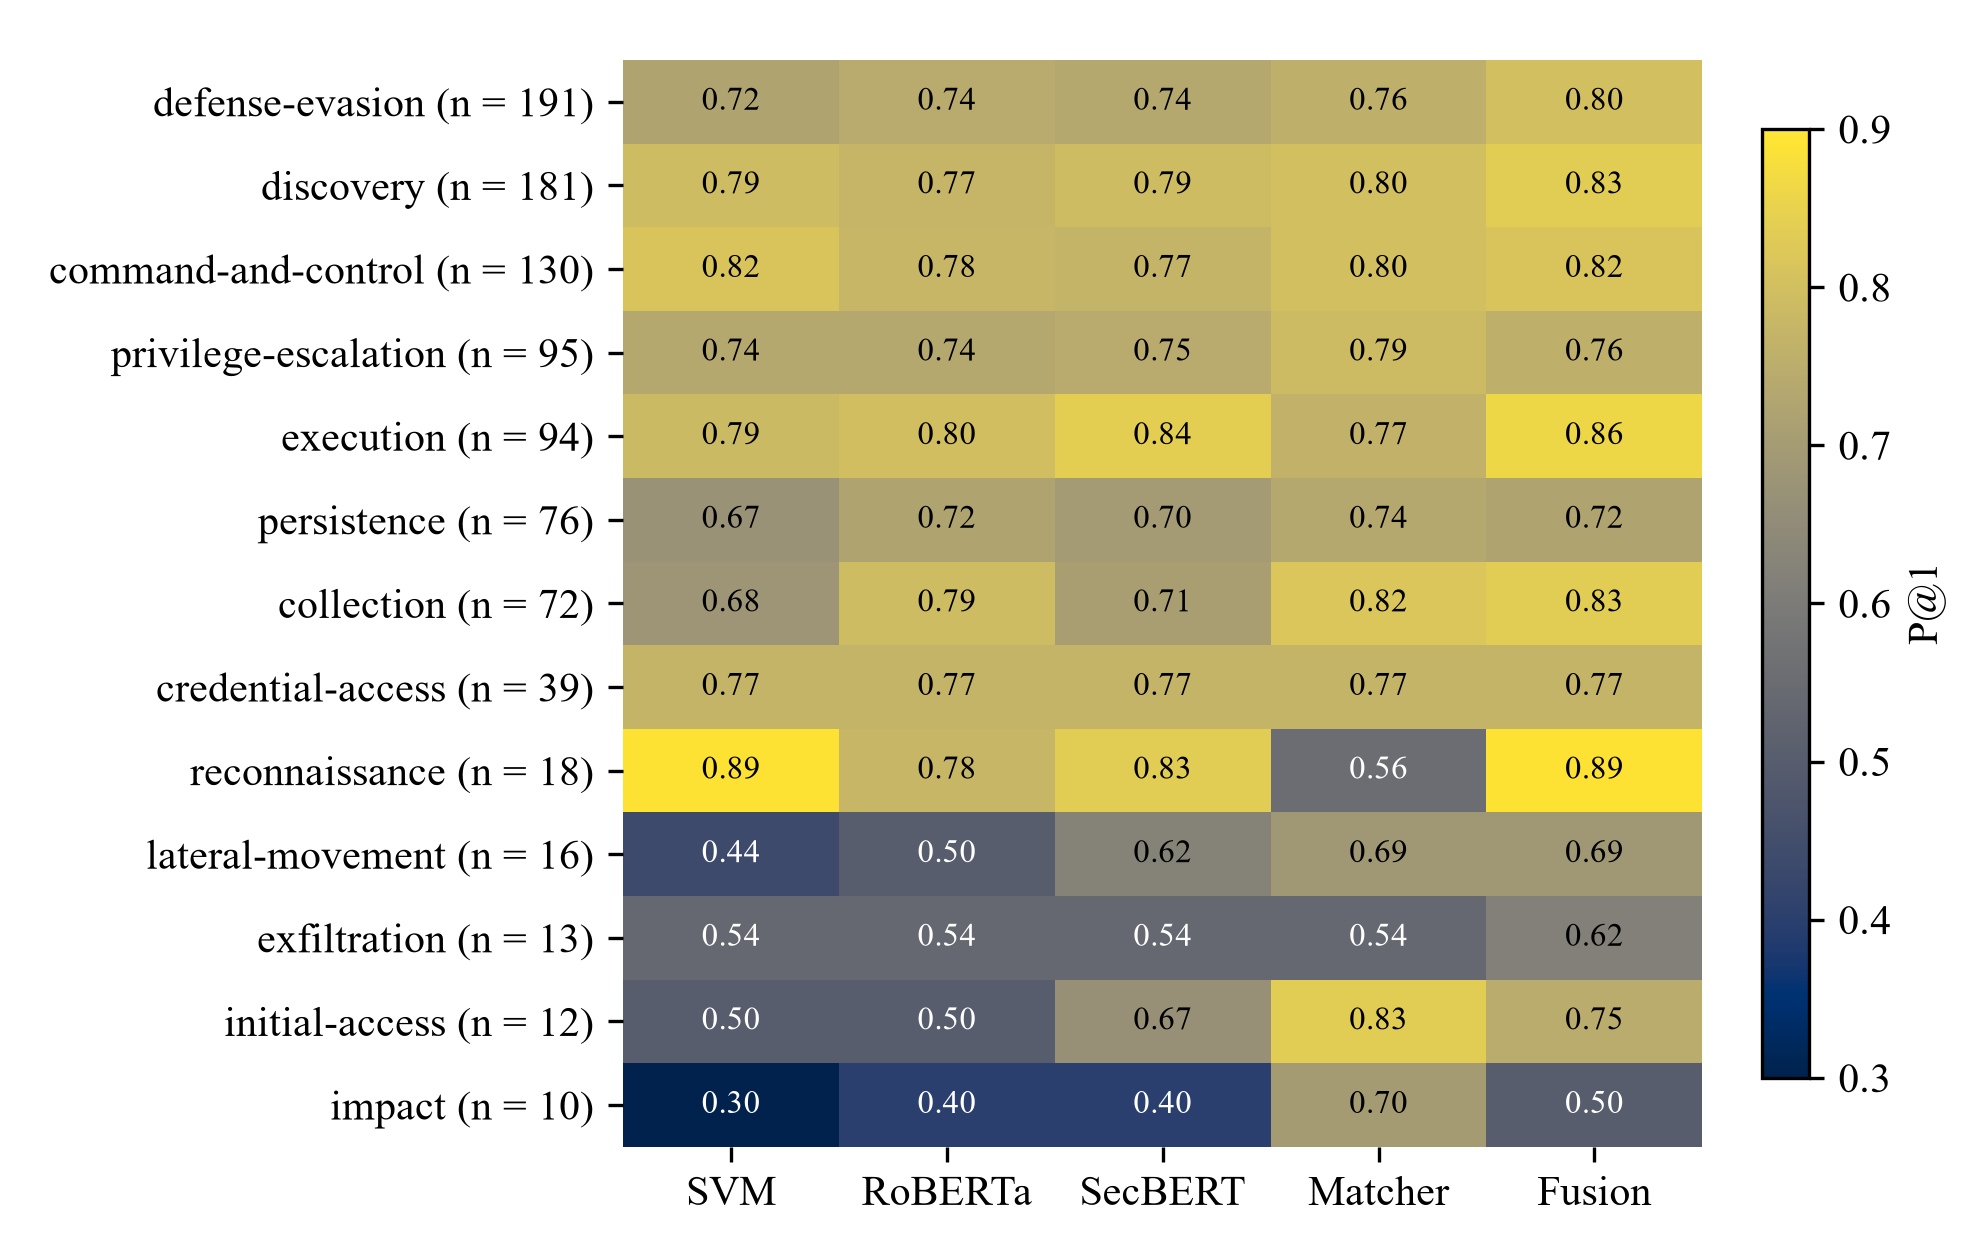 defense-evasion (n = 191) 0.72 0.74 0.74 0.76 0.80
discovery (n = 181) 0.79 0.77 0.79 0.80 0.83
command-and-control (n = 130) 0.82 0.78 0.77 0.80 0.82
privilege-escalation (n = 95) 0.74 0.74 0.75 0.79 0.76
execution (n = 94) 0.79 0.80 0.84 0.77 0.86
persistence (n = 76) 0.67 0.72 0.70 0.74 0.72
collection (n = 72) 0.68 0.79 0.71 0.82 0.83
credential-access (n = 39) 0.77 0.77 0.77 0.77 0.77
reconnaissance (n = 18) 0.89 0.78 0.83 0.56 0.89
lateral-movement (n = 16) 0.44 0.50 0.62 0.69 0.69
exfiltration (n = 13) 0.54 0.54 0.54 0.54 0.62
initial-access (n = 12) 0.50 0.50 0.67 0.83 0.75
impact (n = 10) 0.30 0.40 0.40 0.70 0.50
SVM RoBERTa SecBERT Matcher Fusion
0.9
0.8
0.7
0.6
0.5
0.4
0.3
P@1